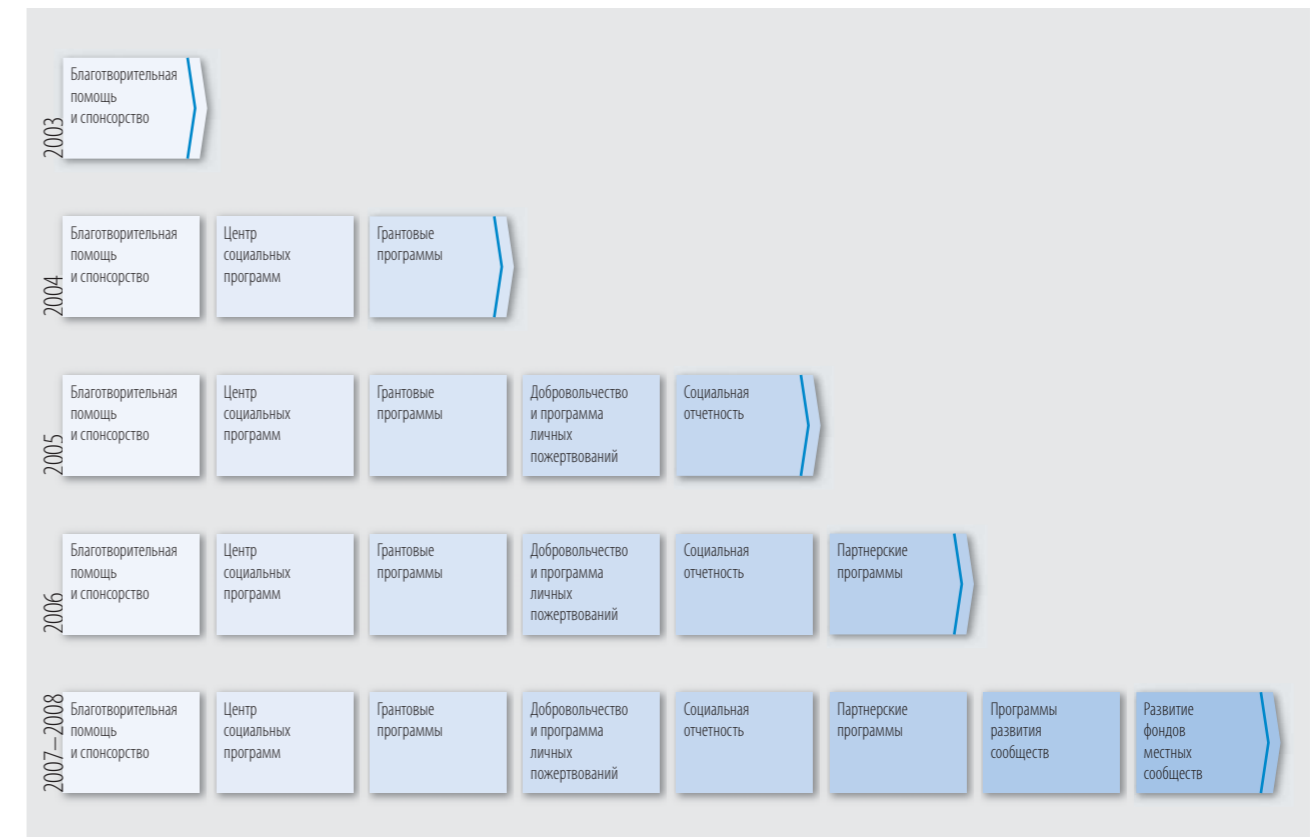 2003
Благотворительная
помощь
и спонсорство
2004
Благотворительная
помощь
и спонсорство
Центр
социальных
программ
Грантовые
программы
2005
Благотворительная
помощь
и спонсорство
Центр
социальных
программ
Грантовые
программы
Добровольчество
и программа
личных
пожертвований
Социальная
отчетность
2006
Благотворительная
помощь
и спонсорство
Центр
социальных
программ
Грантовые
программы
Добровольчество
и программа
личных
пожертвований
Социальная
отчетность
Партнерские
программы
2007–2008
Благотворительная
помощь
и спонсорство
Центр
социальных
программ
Грантовые
программы
Добровольчество
и программа
личных
пожертвований
Социальная
отчетность
Партнерские
программы
Программы
развития
сообществ
Развитие
фондов
местных
сообществ